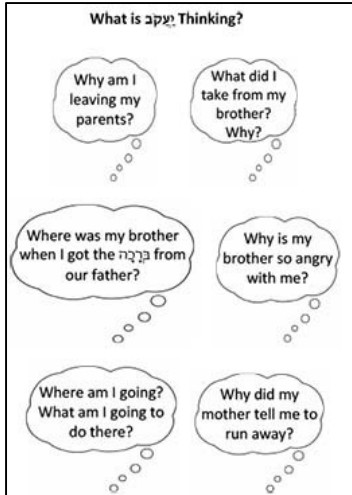 What is יַעֲקֹב Thinking?
Why am I
leaving my
parents?
What did I
take from my
brother?
Why?
Where was my brother
when I got the בְּרָכָה from
our father?
Why is my
brother so angry
with me?
Where am I going?
What am I going to
do there?
Why did my
mother tell me to
run away?